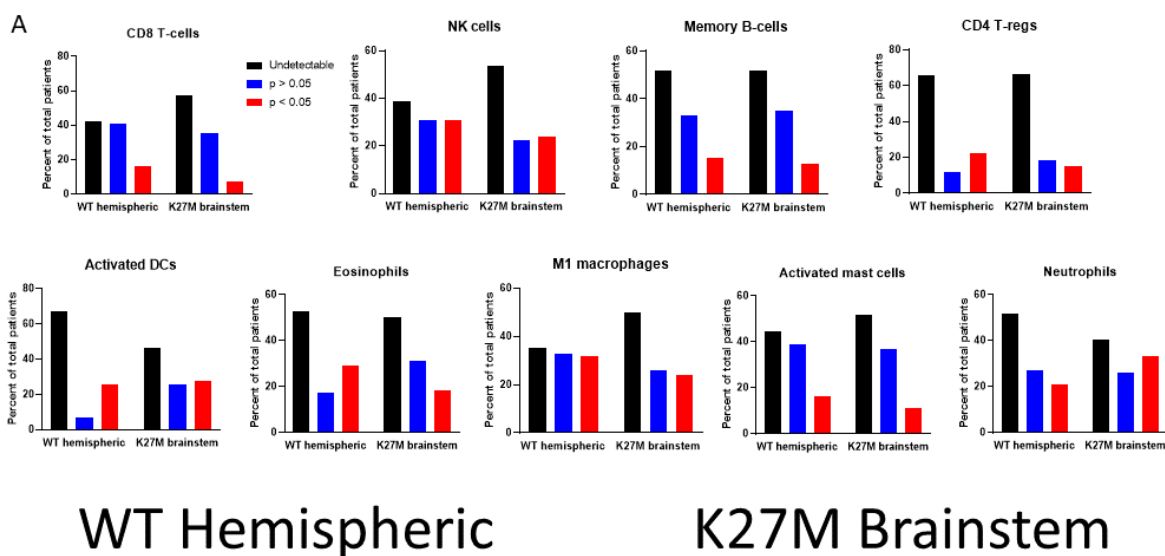 A
CD8 T-cells
Percent of total patients
80
60
40
20
0
WT hemispheric
K27M brainstem
Undetectable
p > 0.05
p < 0.05
NK cells
Percent of total patients
60
40
20
0
WT hemispheric
K27M brainstem
Memory B-cells
Percent of total patients
60
40
20
0
WT hemispheric
K27M brainstem
CD4 T-regs
Percent of total patients
80
60
40
20
0
WT hemispheric
K27M brainstem
Activated DCs
Percent of total patients
80
60
40
20
0
WT hemispheric
K27M brainstem
Eosinophils
Percent of total patients
60
40
20
0
WT hemispheric
K27M brainstem
M1 macrophages
Percent of total patients
60
40
20
0
WT hemispheric
K27M brainstem
Activated mast cells
Percent of total patients
60
40
20
0
WT hemispheric
K27M brainstem
Neutrophils
Percent of total patients
60
40
20
0
WT hemispheric
K27M brainstem
WT Hemispheric
K27M Brainstem